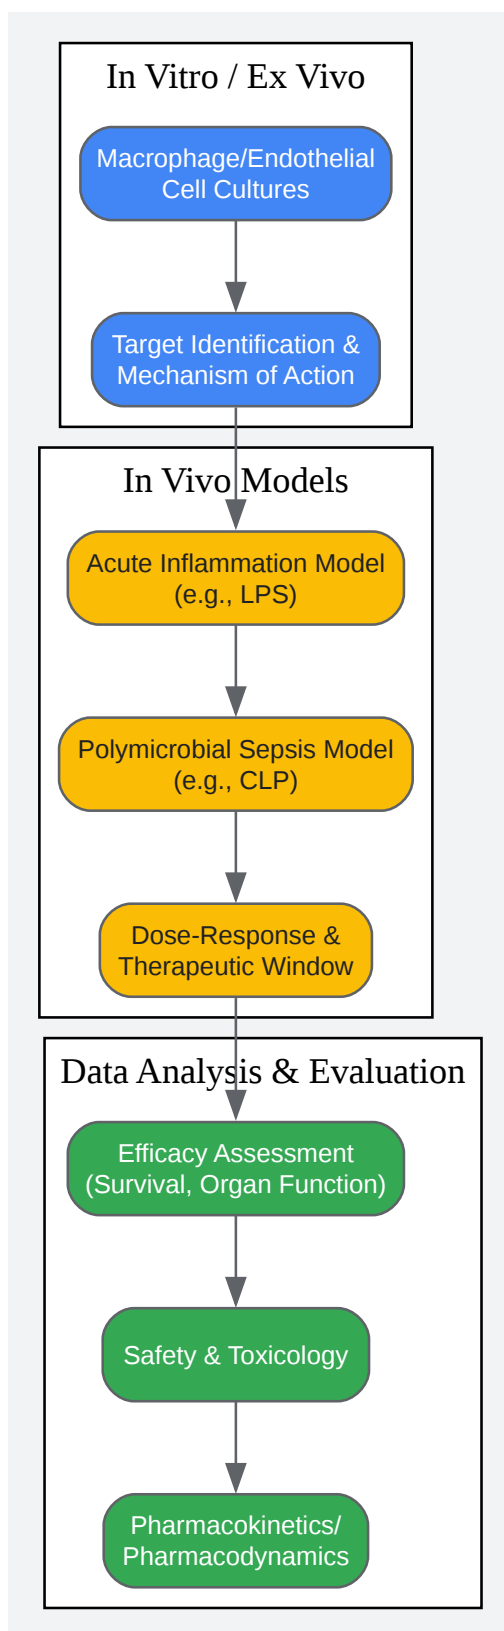 In Vitro / Ex Vivo
Macrophage/Endothelial
Cell Cultures
Target Identification &
Mechanism of Action
In Vivo Models
Acute Inflammation Model
(e.g., LPS)
Polymicrobial Sepsis Model
(e.g., CLP)
Dose-Response &
Therapeutic Window
Data Analysis & Evaluation
Efficacy Assessment
(Survival, Organ Function)
Safety & Toxicology
Pharmacokinetics/
Pharmacodynamics